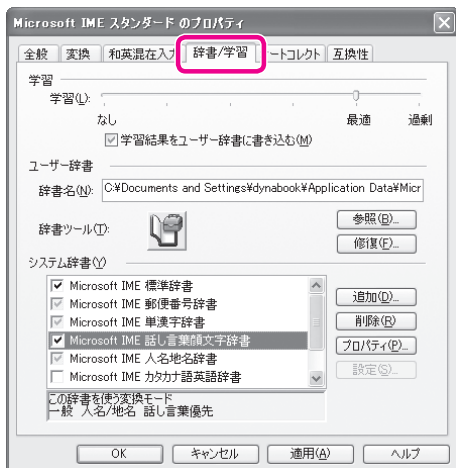 Microsoft IME スタンダード のプロパティ
全般 変換 和英混在入力 辞書/学習 ートコレクト 互換性
学習
学習(L):
なし 最適 過剰
学習結果をユーザー辞書に書き込む(M)
ユーザー辞書
辞書名(N): C:¥Documents and Settings¥dynabook¥Application Data¥Micr
辞書ツール(T): 参照(B)...
修復(F)...
システム辞書(Y)
Microsoft IME 標準辞書
Microsoft IME 郵便番号辞書 追加(D)...
Microsoft IME 単漢字辞書 削除(R)
Microsoft IME 話し言葉顔文字辞書 プロパティ(P)...
Microsoft IME 人名地名辞書 設定(S)...
Microsoft IME カタカナ語英語辞書
この辞書を使う変換モード
一般 人名/地名 話し言葉優先
OK キャンセル 適用(A) ヘルプ